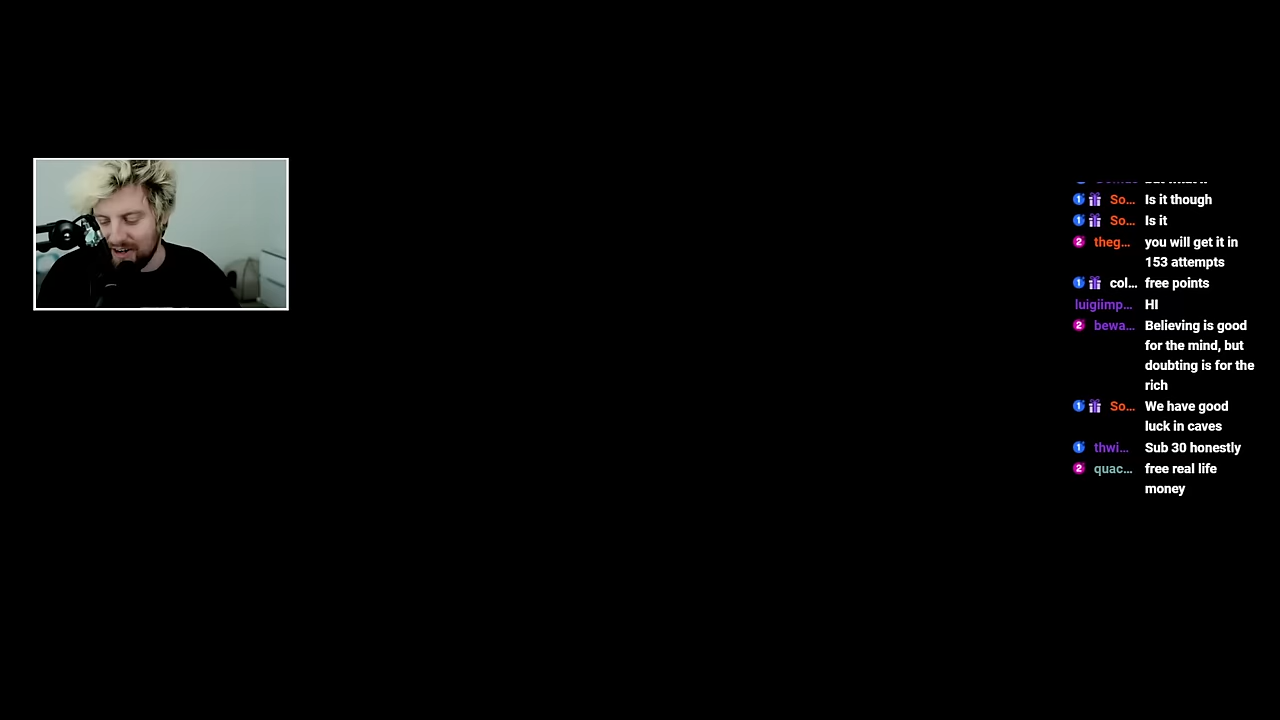 So... Is it though
So... Is it
theg... you will get it in
153 attempts
col... free points
luigiimp... HI
bewa... Believing is good
for the mind, but
doubting is for the
rich
So... We have good
luck in caves
thwi... Sub 30 honestly
quac... free real life
money